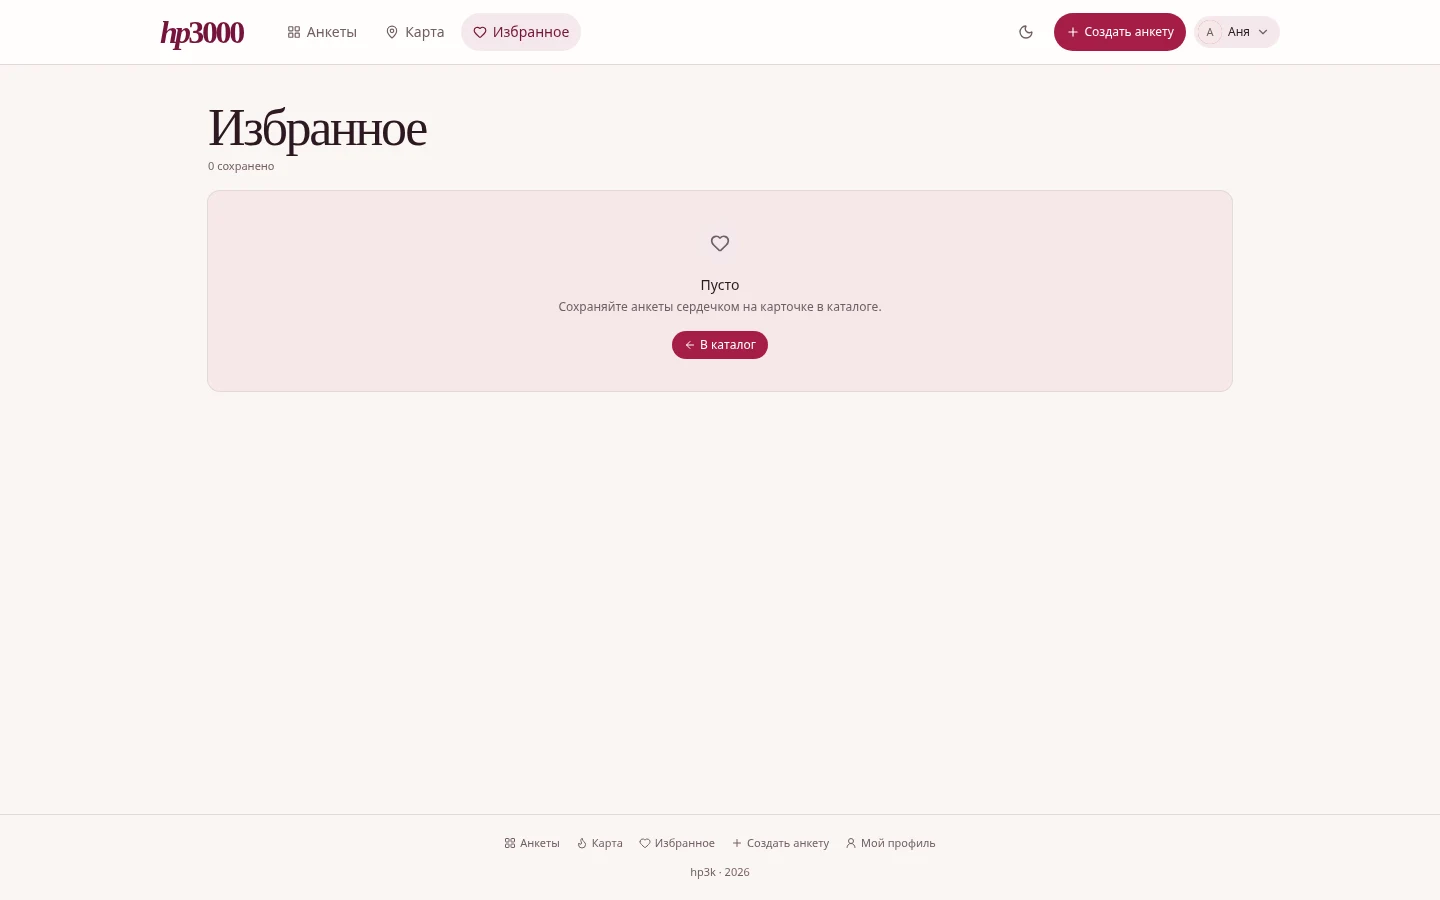 hp3000
Анкеты
Карта
Избранное
Создать анкету
А
Аня
Избранное
0 сохранено
Пусто
Сохраняйте анкеты сердечком на карточке в каталоге.
В каталог
Анкеты
Карта
Избранное
Создать анкету
Мой профиль
hp3k · 2026